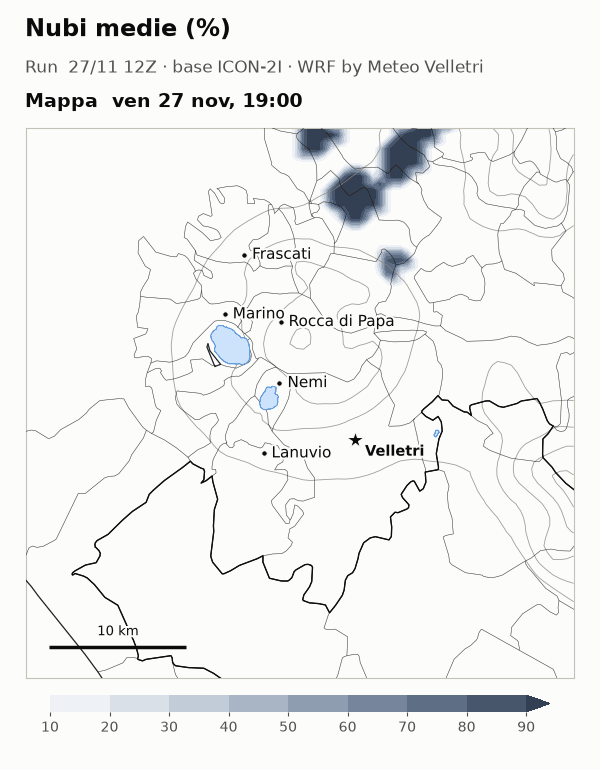 Nubi medie (%)
Run  27/11 12Z · base ICON-2I · WRF by Meteo Velletri
Mappa  ven 27 nov, 19:00
Frascati
Marino
Rocca di Papa
Nemi
Velletri
Lanuvio
10 km
10 20 30 40 50 60 70 80 90